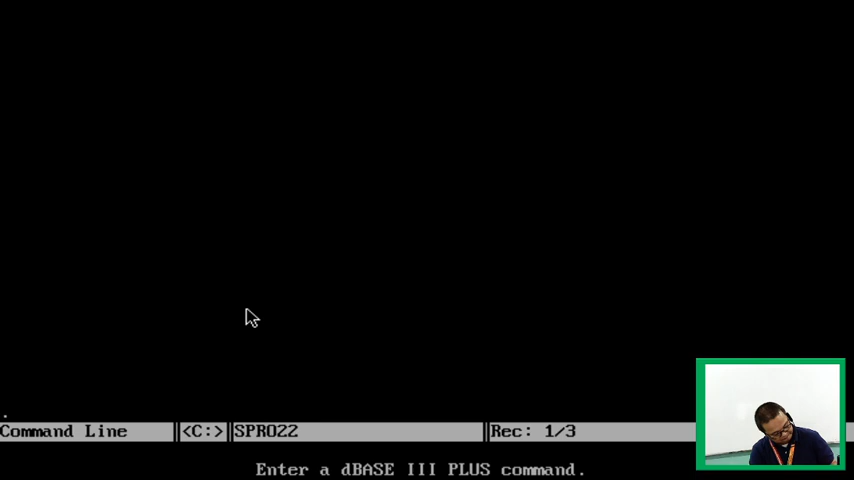 .
Command Line <C:> SPRO22 Rec: 1/3
Enter a dBASE III PLUS command.